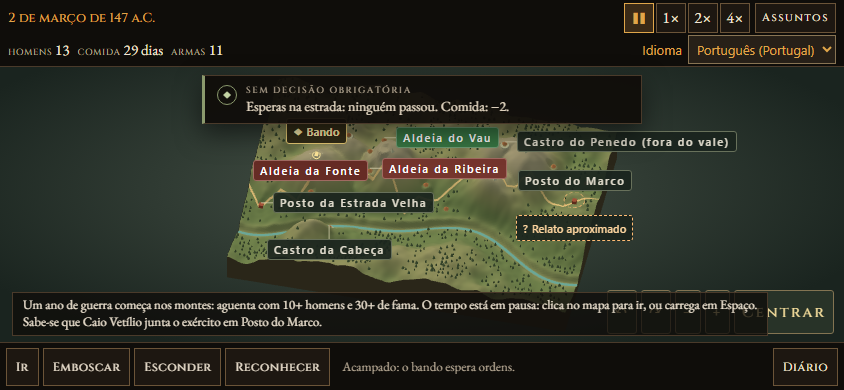 2 DE MARÇO DE 147 A.C.
1×
2×
4×
ASSUNTOS
HOMENS 13 COMIDA 29 dias ARMAS 11
Idioma
Português (Portugal)
SEM DECISÃO OBRIGATÓRIA
Esperas na estrada: ninguém passou. Comida: −2.
◆ Bando
Aldeia do Vau
Castro do Penedo (fora do vale)
Aldeia da Fonte
Aldeia da Ribeira
Posto do Marco
Posto da Estrada Velha
? Relato aproximado
Castro da Cabeça
Um ano de guerra começa nos montes: aguenta com 10+ homens e 30+ de fama. O tempo está em pausa: clica no mapa para ir, ou carrega em Espaço.
Sabe-se que Caio Vetílio junta o exército em Posto do Marco.
CENTRAR
IR
EMBOSCAR
ESCONDER
RECONHECER
Acampado: o bando espera ordens.
DIÁRIO